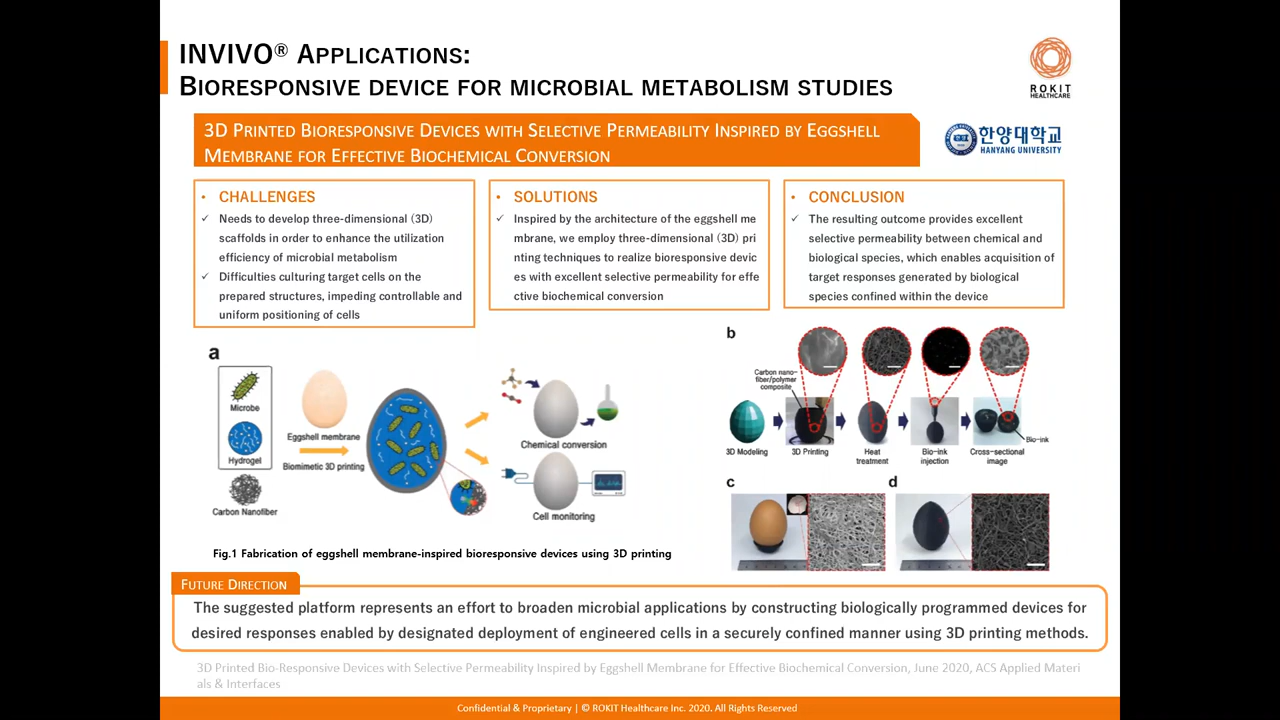 INVIVO® APPLICATIONS:
BIORESPONSIVE DEVICE FOR MICROBIAL METABOLISM STUDIES
ROKIT
HEALTHCARE
3D PRINTED BIORESPONSIVE DEVICES WITH SELECTIVE PERMEABILITY INSPIRED BY EGGSHELL
MEMBRANE FOR EFFECTIVE BIOCHEMICAL CONVERSION
한양대학교
HANYANG UNIVERSITY
• CHALLENGES
✓ Needs to develop three-dimensional (3D)
scaffolds in order to enhance the utilization
efficiency of microbial metabolism
✓ Difficulties culturing target cells on the
prepared structures, impeding controllable and
uniform positioning of cells
• SOLUTIONS
✓ Inspired by the architecture of the eggshell me
mbrane, we employ three-dimensional (3D) pri
nting techniques to realize bioresponsive devic
es with excellent selective permeability for effe
ctive biochemical conversion
• CONCLUSION
✓ The resulting outcome provides excellent
selective permeability between chemical and
biological species, which enables acquisition of
target responses generated by biological
species confined within the device
a
Microbe
Hydrogel
Carbon Nanofiber
Eggshell membrane
Biomimetic 3D printing
Chemical conversion
Cell monitoring
b
Carbon nano-
fiber/polymer
composite
Bio-ink
3D Modeling
3D Printing
Heat
treatment
Bio-ink
injection
Cross-sectional
image
c
d
Fig.1 Fabrication of eggshell membrane-inspired bioresponsive devices using 3D printing
FUTURE DIRECTION
The suggested platform represents an effort to broaden microbial applications by constructing biologically programmed devices for
desired responses enabled by designated deployment of engineered cells in a securely confined manner using 3D printing methods.
3D Printed Bio-Responsive Devices with Selective Permeability Inspired by Eggshell Membrane for Effective Biochemical Conversion, June 2020, ACS Applied Materi
als & Interfaces
Confidential & Proprietary | © ROKIT Healthcare Inc. 2020. All Rights Reserved